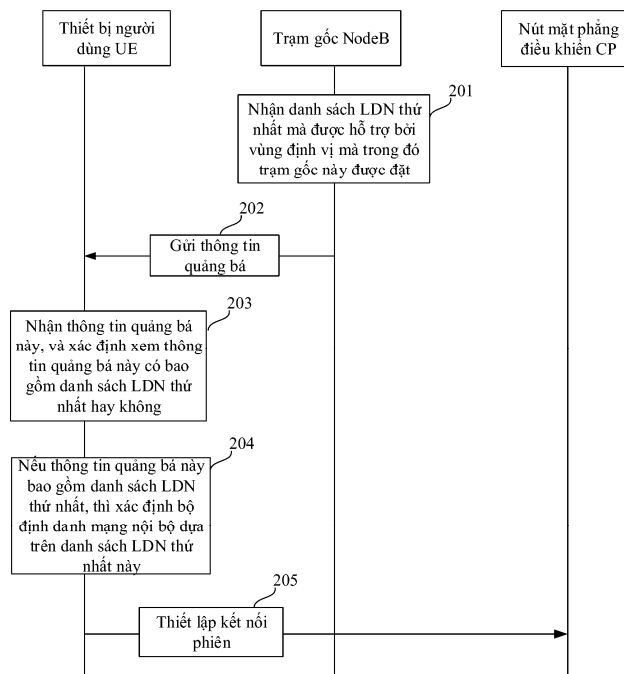 Thiết bị người
dùng UE
Trạm gốc NodeB
Nút mặt phẳng
điều khiển CP
201
Nhận danh sách LDN thứ
nhất mà được hỗ trợ bởi
vùng định vị mà trong đó
trạm gốc này được đặt
202
Gửi thông tin
quảng bá
203
Nhận thông tin quảng bá
này, và xác định xem thông
tin quảng bá này có bao
gồm danh sách LDN thứ
nhất hay không
204
Nếu thông tin quảng bá này
bao gồm danh sách LDN
thứ nhất, thì xác định bộ
định danh mạng nội bộ dựa
trên danh sách LDN thứ
nhất này
205
Thiết lập kết nối
phiên